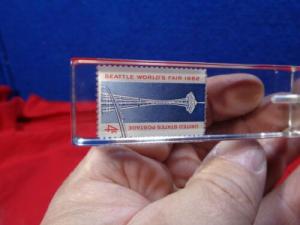 SEATTLE WORLD'S FAIR 1962
4¢
UNITED STATES POSTAGE